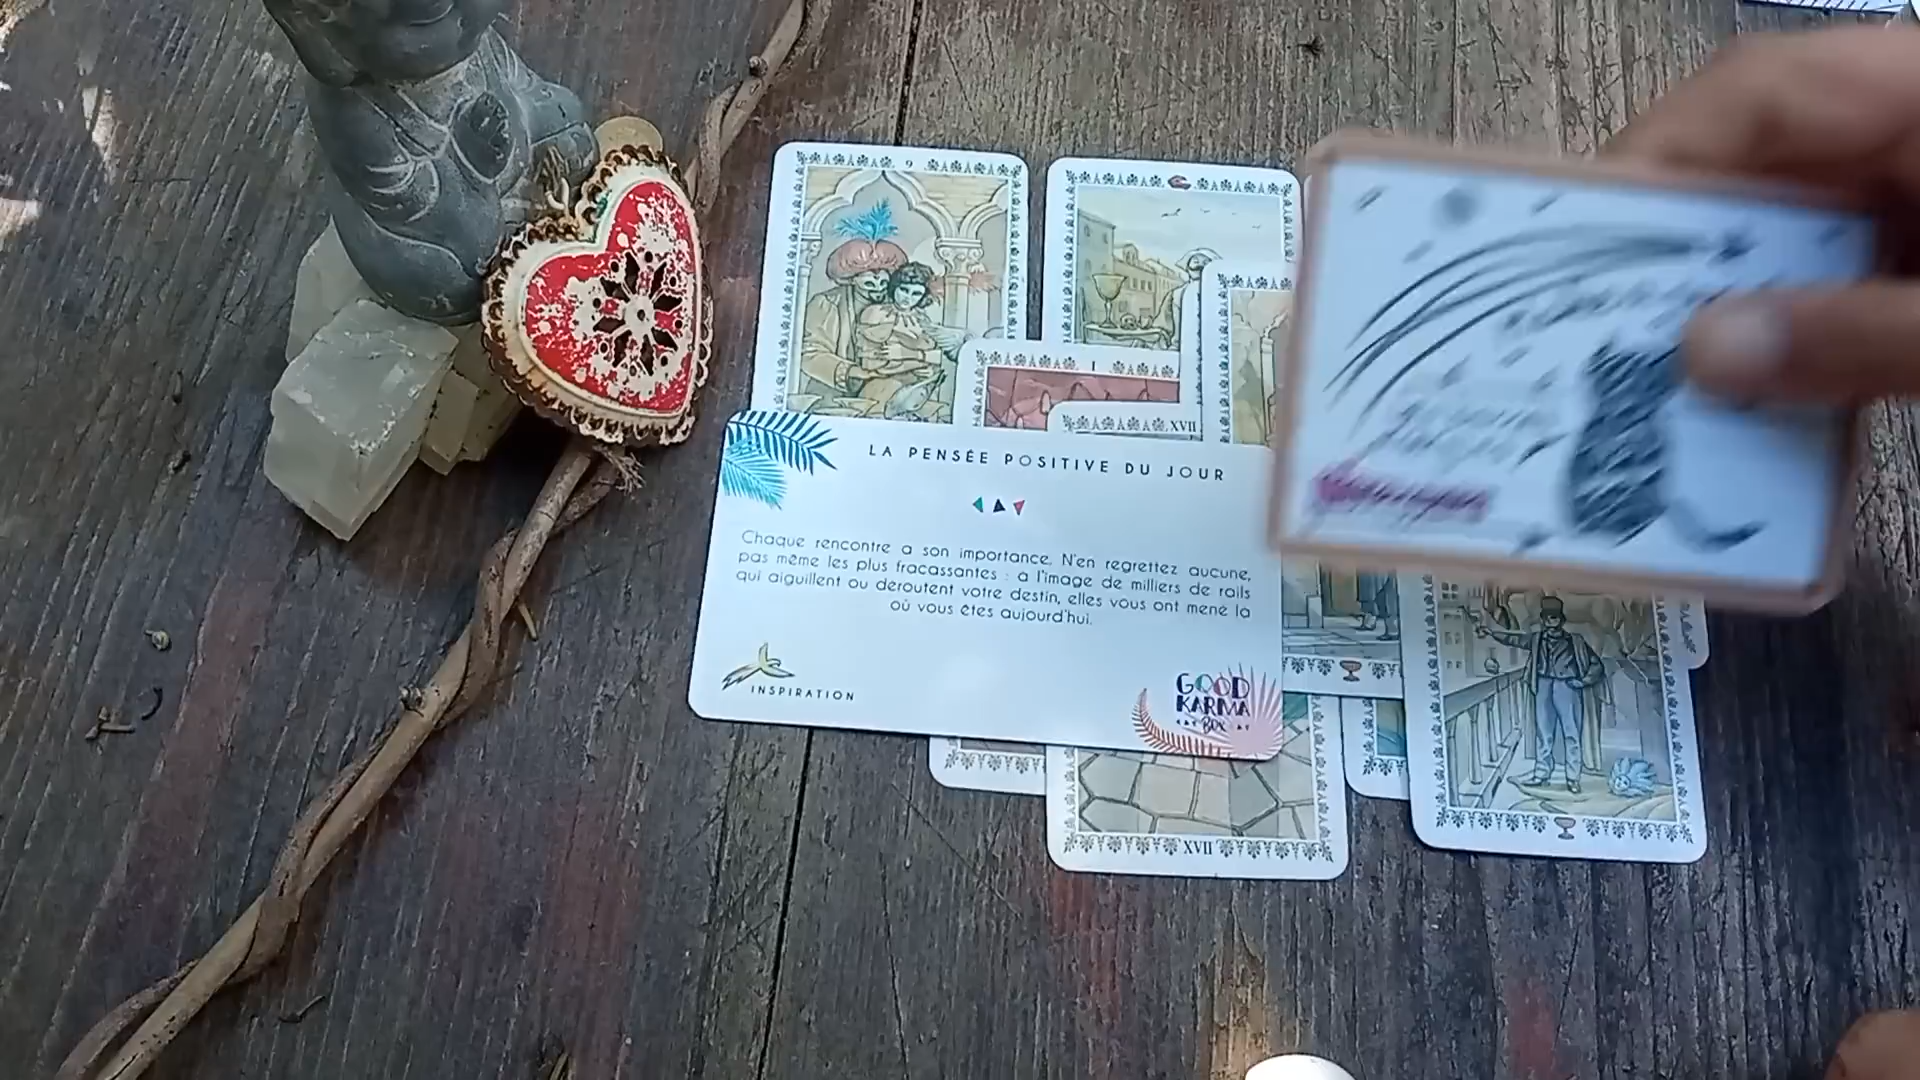 9
I
XVII
LA PENSÉE POSITIVE DU JOUR
Chaque rencontre a son importance. N'en regrettez aucune,
pas même les plus fracassantes : à l'image de milliers de rails
qui aiguillent ou déroutent votre destin, elles vous ont mené là
où vous êtes aujourd'hui.
INSPIRATION
GOOD
KARMA
BOX
XVII